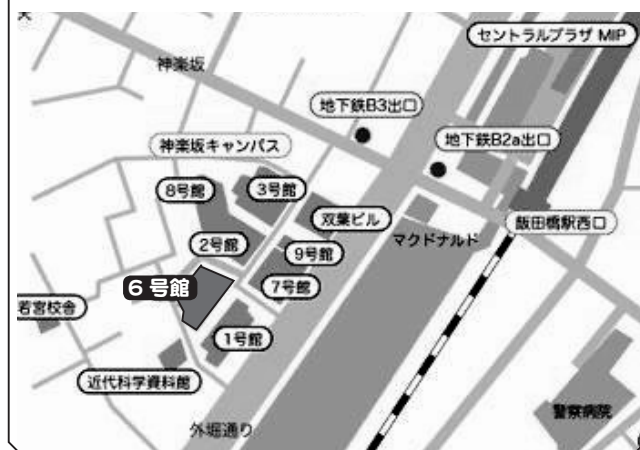 セントラルプラザ MIP
神楽坂
地下鉄B3出口
地下鉄B2a出口
神楽坂キャンパス
8号館
3号館
双葉ビル
飯田橋駅西口
マクドナルド
2号館
9号館
6号館
7号館
若宮校舎
1号館
近代科学資料館
警察病院
外堀通り